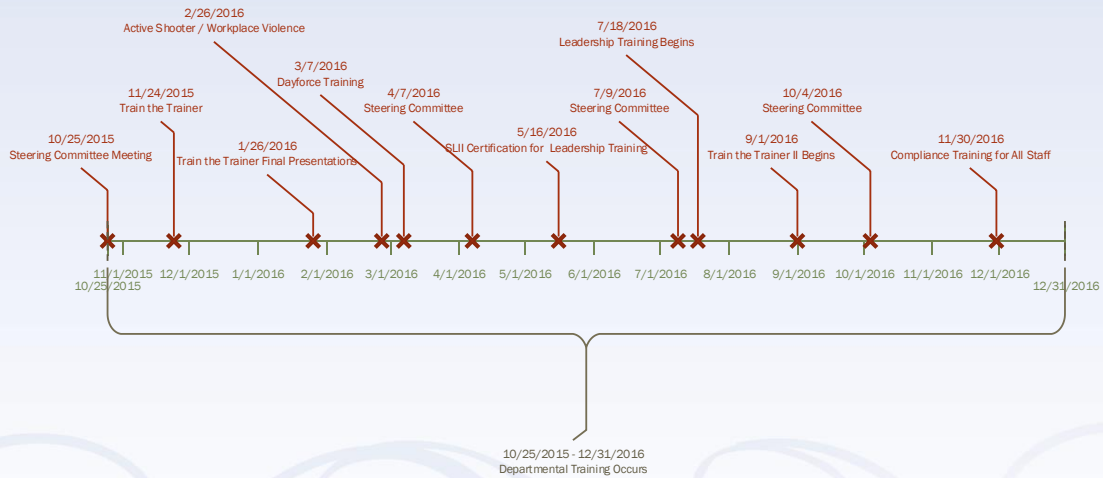 2/26/2016
Active Shooter / Workplace Violence
7/18/2016
Leadership Training Begins
3/7/2016
Dayforce Training
11/24/2015
Train the Trainer
4/7/2016
Steering Committee
7/9/2016
Steering Committee
10/4/2016
Steering Committee
10/25/2015
Steering Committee Meeting
1/26/2016
Train the Trainer Final Presentations
5/16/2016
SLII Certification for Leadership Training
9/1/2016
Train the Trainer II Begins
11/30/2016
Compliance Training for All Staff
11/1/2015 12/1/2015 1/1/2016 2/1/2016 3/1/2016 4/1/2016 5/1/2016 6/1/2016 7/1/2016 8/1/2016 9/1/2016 10/1/2016 11/1/2016 12/1/2016
10/25/2015 12/31/2016
10/25/2015 - 12/31/2016
Departmental Training Occurs